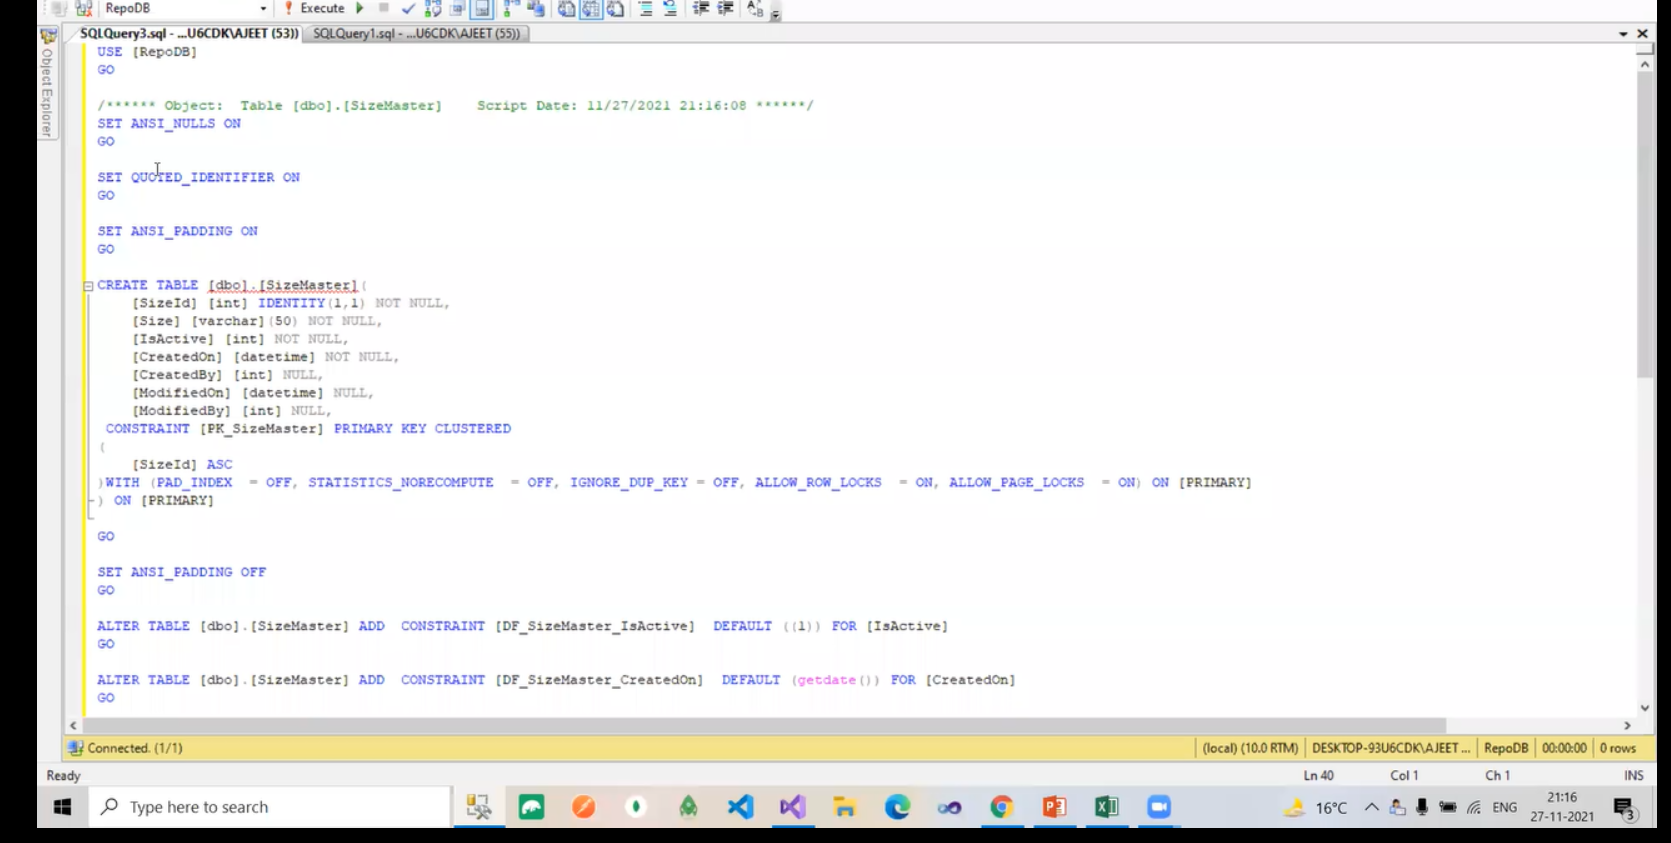 RepoDB
Execute
SQLQuery3.sql - ...U6CDK\AJEET (53))
SQLQuery1.sql - ...U6CDK\AJEET (55))
Object Explorer
USE [RepoDB]
GO
/****** Object:  Table [dbo].[SizeMaster]    Script Date: 11/27/2021 21:16:08 ******/
SET ANSI_NULLS ON
GO
SET QUOTED_IDENTIFIER ON
GO
SET ANSI_PADDING ON
GO
CREATE TABLE [dbo].[SizeMaster](
[SizeId] [int] IDENTITY(1,1) NOT NULL,
[Size] [varchar](50) NOT NULL,
[IsActive] [int] NOT NULL,
[CreatedOn] [datetime] NOT NULL,
[CreatedBy] [int] NULL,
[ModifiedOn] [datetime] NULL,
[ModifiedBy] [int] NULL,
CONSTRAINT [PK_SizeMaster] PRIMARY KEY CLUSTERED
(
[SizeId] ASC
)WITH (PAD_INDEX  = OFF, STATISTICS_NORECOMPUTE  = OFF, IGNORE_DUP_KEY = OFF, ALLOW_ROW_LOCKS  = ON, ALLOW_PAGE_LOCKS  = ON) ON [PRIMARY]
) ON [PRIMARY]
GO
SET ANSI_PADDING OFF
GO
ALTER TABLE [dbo].[SizeMaster] ADD  CONSTRAINT [DF_SizeMaster_IsActive]  DEFAULT ((1)) FOR [IsActive]
GO
ALTER TABLE [dbo].[SizeMaster] ADD  CONSTRAINT [DF_SizeMaster_CreatedOn]  DEFAULT (getdate()) FOR [CreatedOn]
GO
Connected. (1/1)
(local) (10.0 RTM)
DESKTOP-93U6CDK\AJEET ...
RepoDB
00:00:00
0 rows
Ready
Ln 40
Col 1
Ch 1
INS
Type here to search
16°C
ENG
21:16
27-11-2021
3